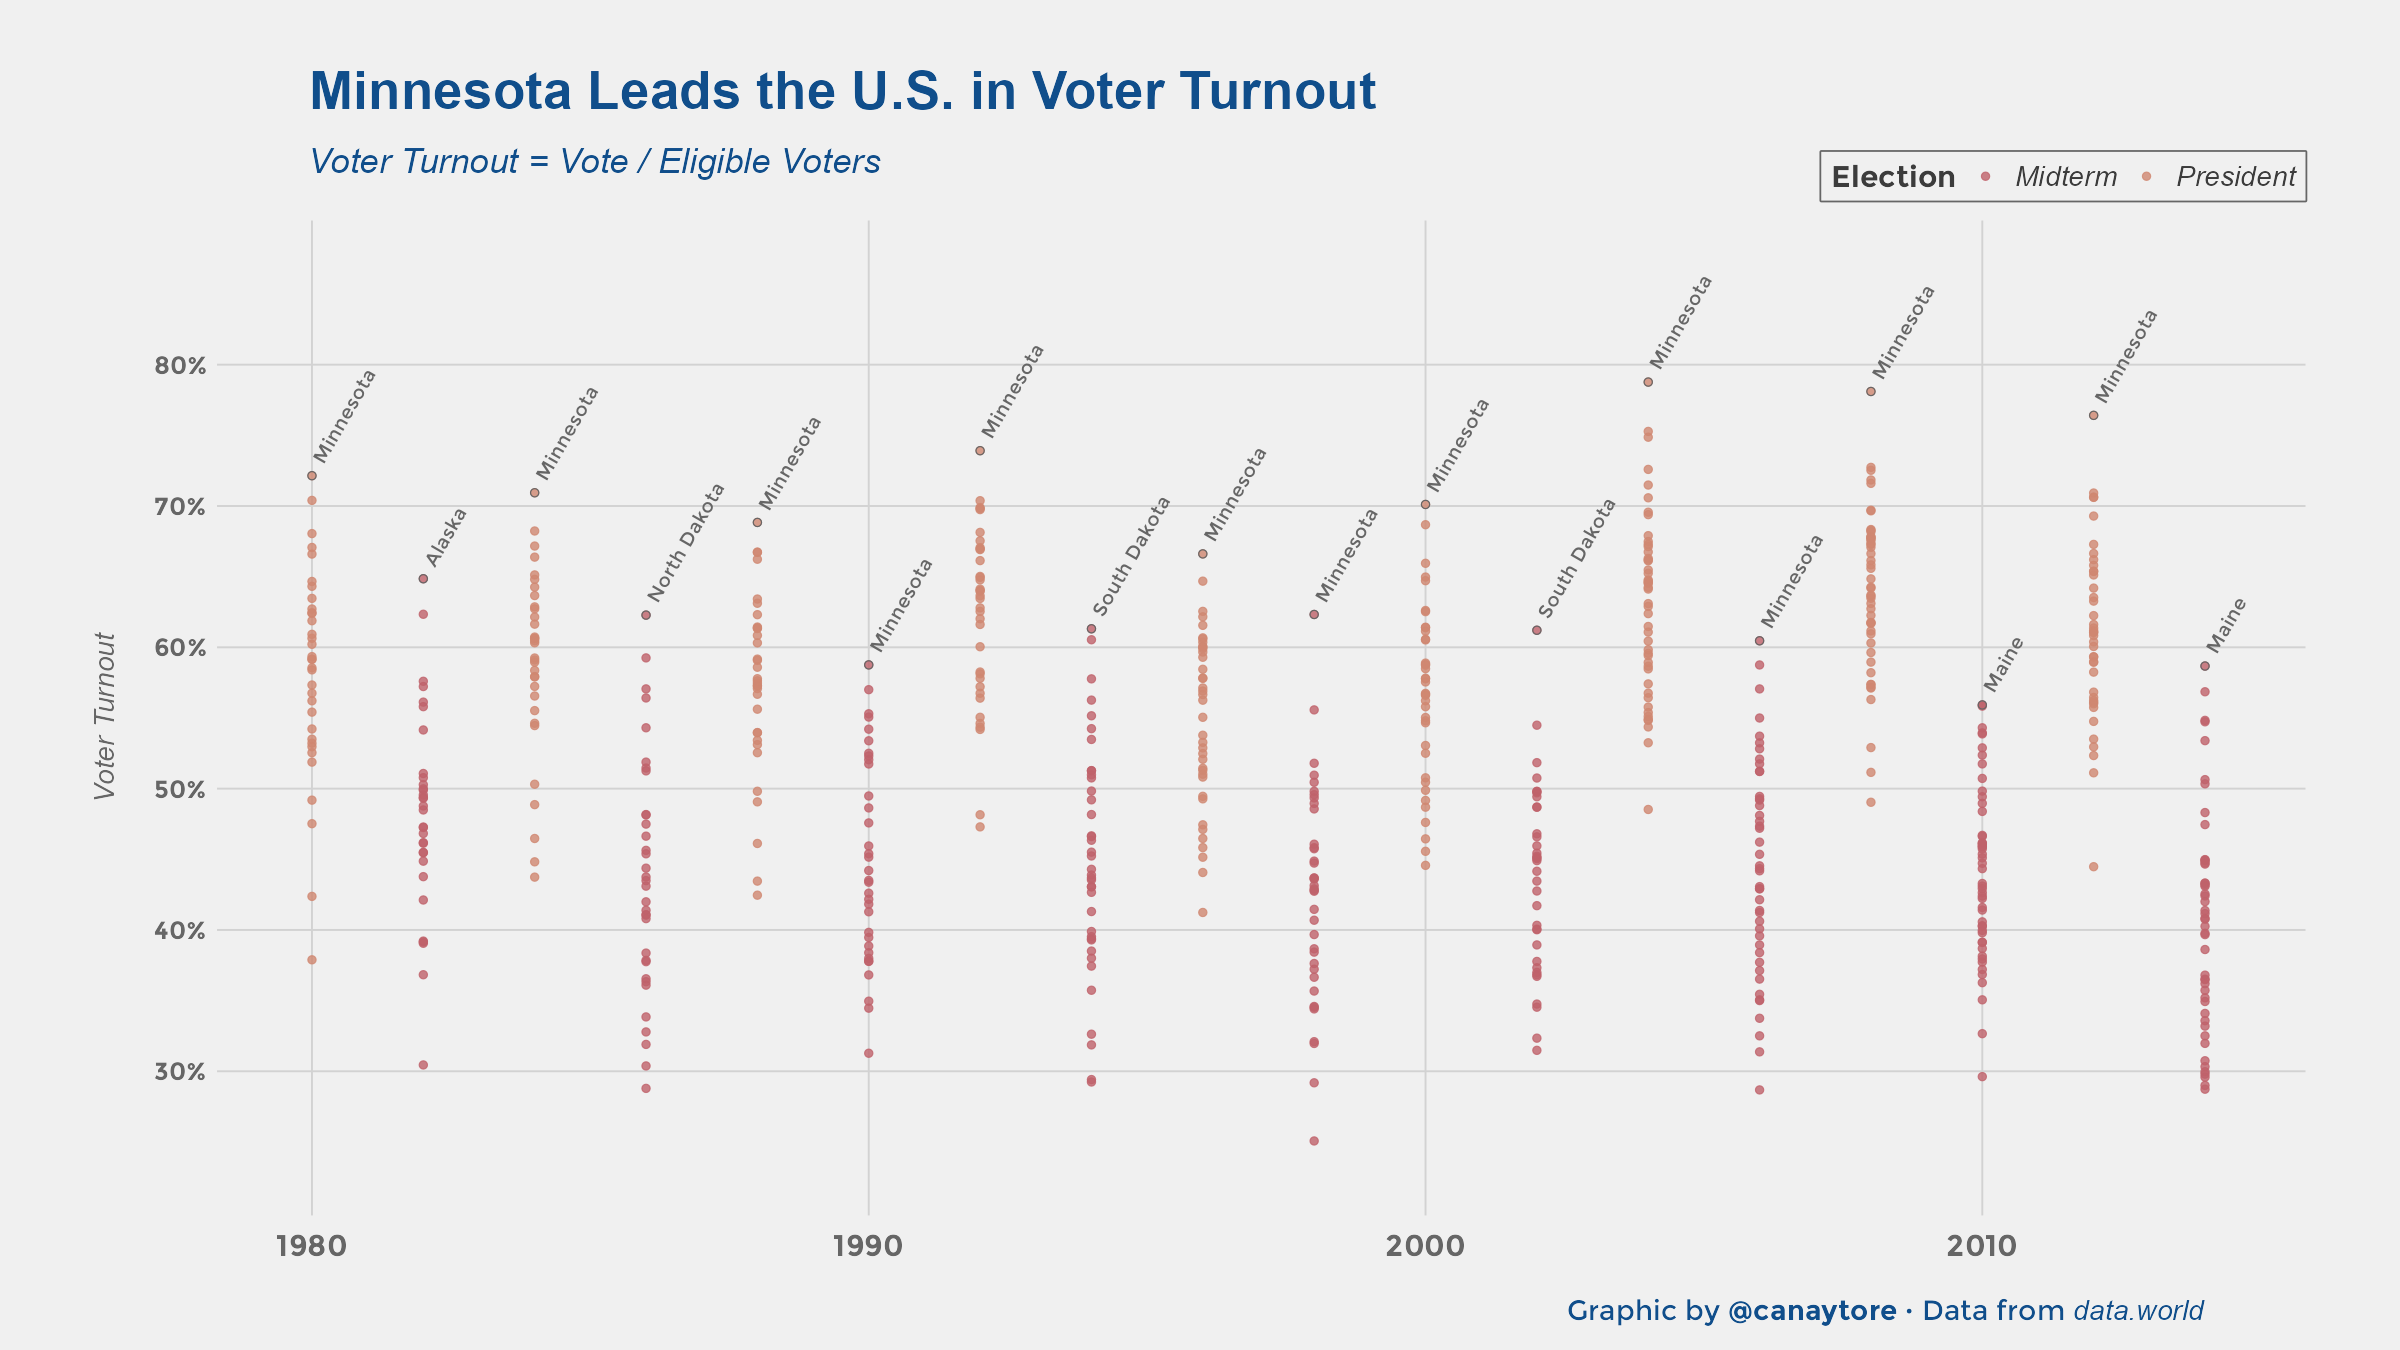 Minnesota Leads the U.S. in Voter Turnout
Voter Turnout = Vote / Eligible Voters
Election Midterm President
Voter Turnout
80%
70%
60%
50%
40%
30%
Minnesota
Alaska
Minnesota
North Dakota
Minnesota
Minnesota
Minnesota
South Dakota
Minnesota
Minnesota
Minnesota
South Dakota
Minnesota
Minnesota
Minnesota
Maine
Minnesota
Maine
1980 1990 2000 2010
Graphic by @canaytore · Data from data.world